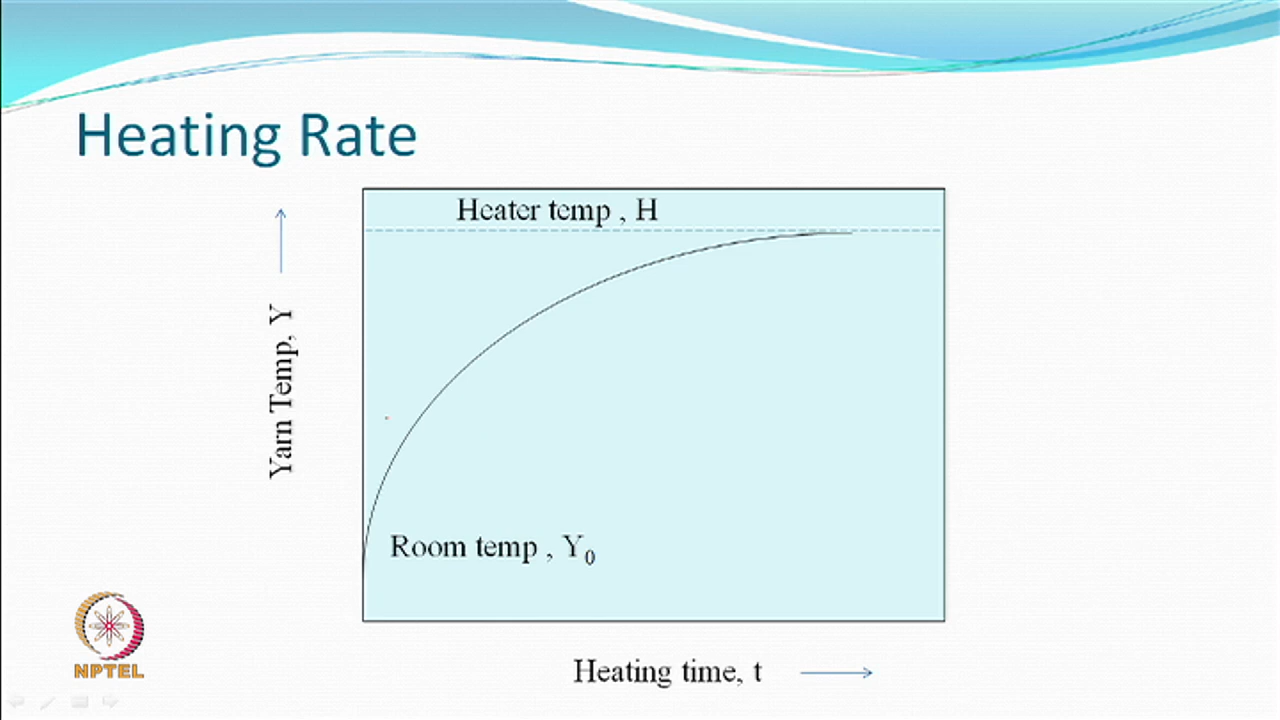 Heating Rate
Heater temp , H
Yarn Temp, Y
Room temp , Y₀
NPTEL
Heating time, t